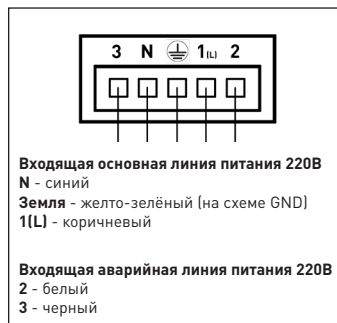 3 N 1(L) 2
Входящая основная линия питания 220В
N - синий
Земля - желто-зелёный (на схеме GND)
1(L) - коричневый
Входящая аварийная линия питания 220В
2 - белый
3 - черный